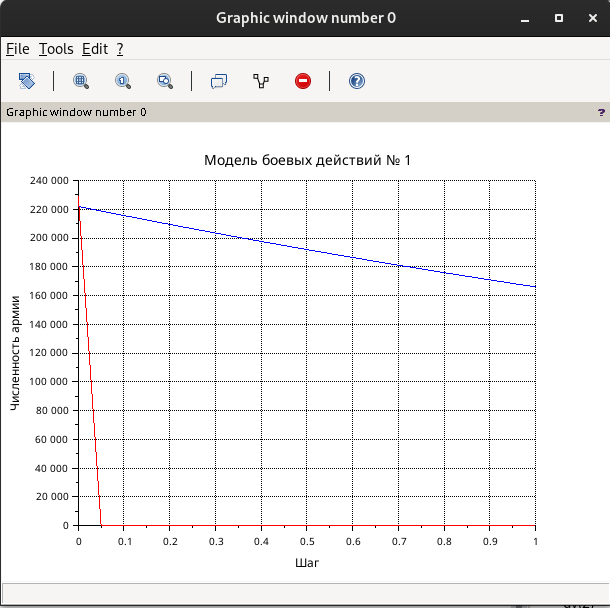 Graphic window number 0
File Tools Edit ?
Graphic window number 0 ?
Модель боевых действий № 1
240 000
220 000
200 000
180 000
160 000
140 000
120 000
100 000
80 000
60 000
40 000
20 000
0
Численность армии
0 0.1 0.2 0.3 0.4 0.5 0.6 0.7 0.8 0.9 1
Шаг